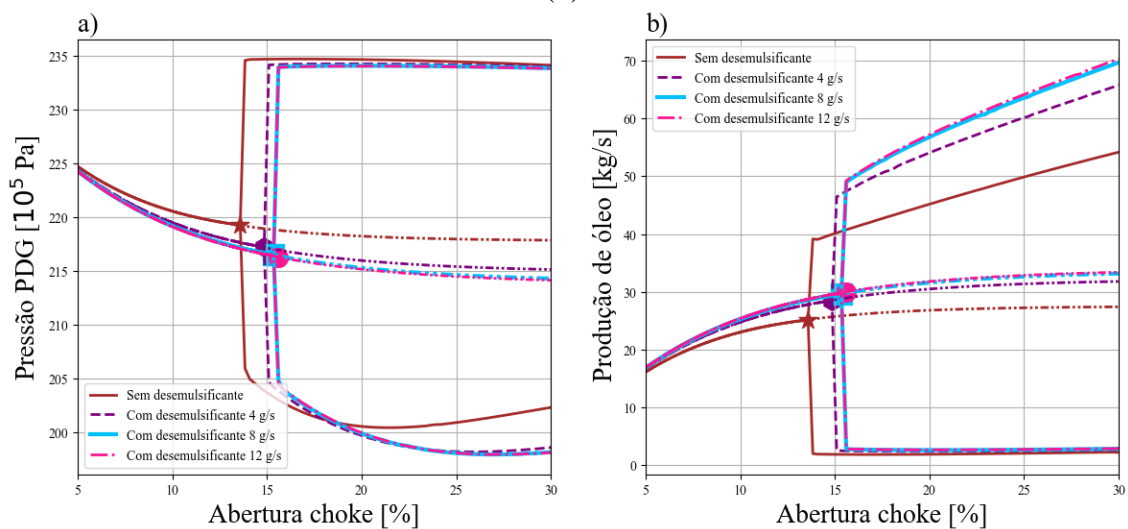 a)
Pressão PDG [10⁵ Pa]
235
230
225
220
215
210
205
200
5
10
15
20
25
30
Abertura choke [%]
Sem desemulsificante
Com desemulsificante 4 g/s
Com desemulsificante 8 g/s
Com desemulsificante 12 g/s
b)
Produção de óleo [kg/s]
70
60
50
40
30
20
10
0
5
10
15
20
25
30
Abertura choke [%]
Sem desemulsificante
Com desemulsificante 4 g/s
Com desemulsificante 8 g/s
Com desemulsificante 12 g/s